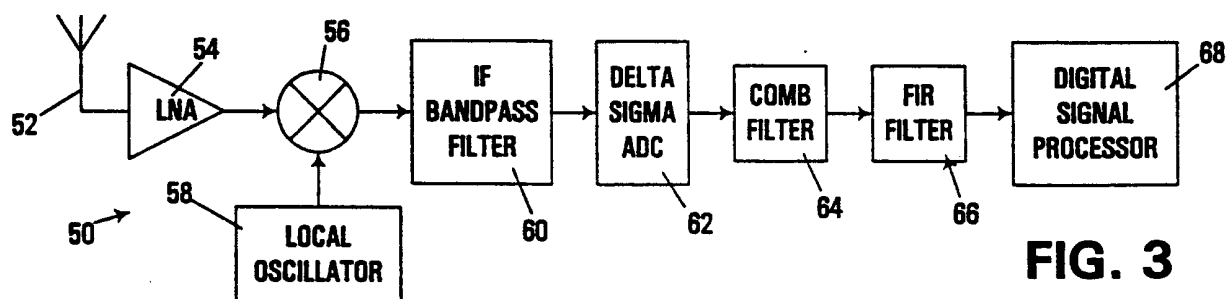 52
54
LNA
56
58
LOCAL
OSCILLATOR
50
IF
BANDPASS
FILTER
60
DELTA
SIGMA
ADC
62
COMB
FILTER
64
FIR
FILTER
66
DIGITAL
SIGNAL
PROCESSOR
68
FIG. 3